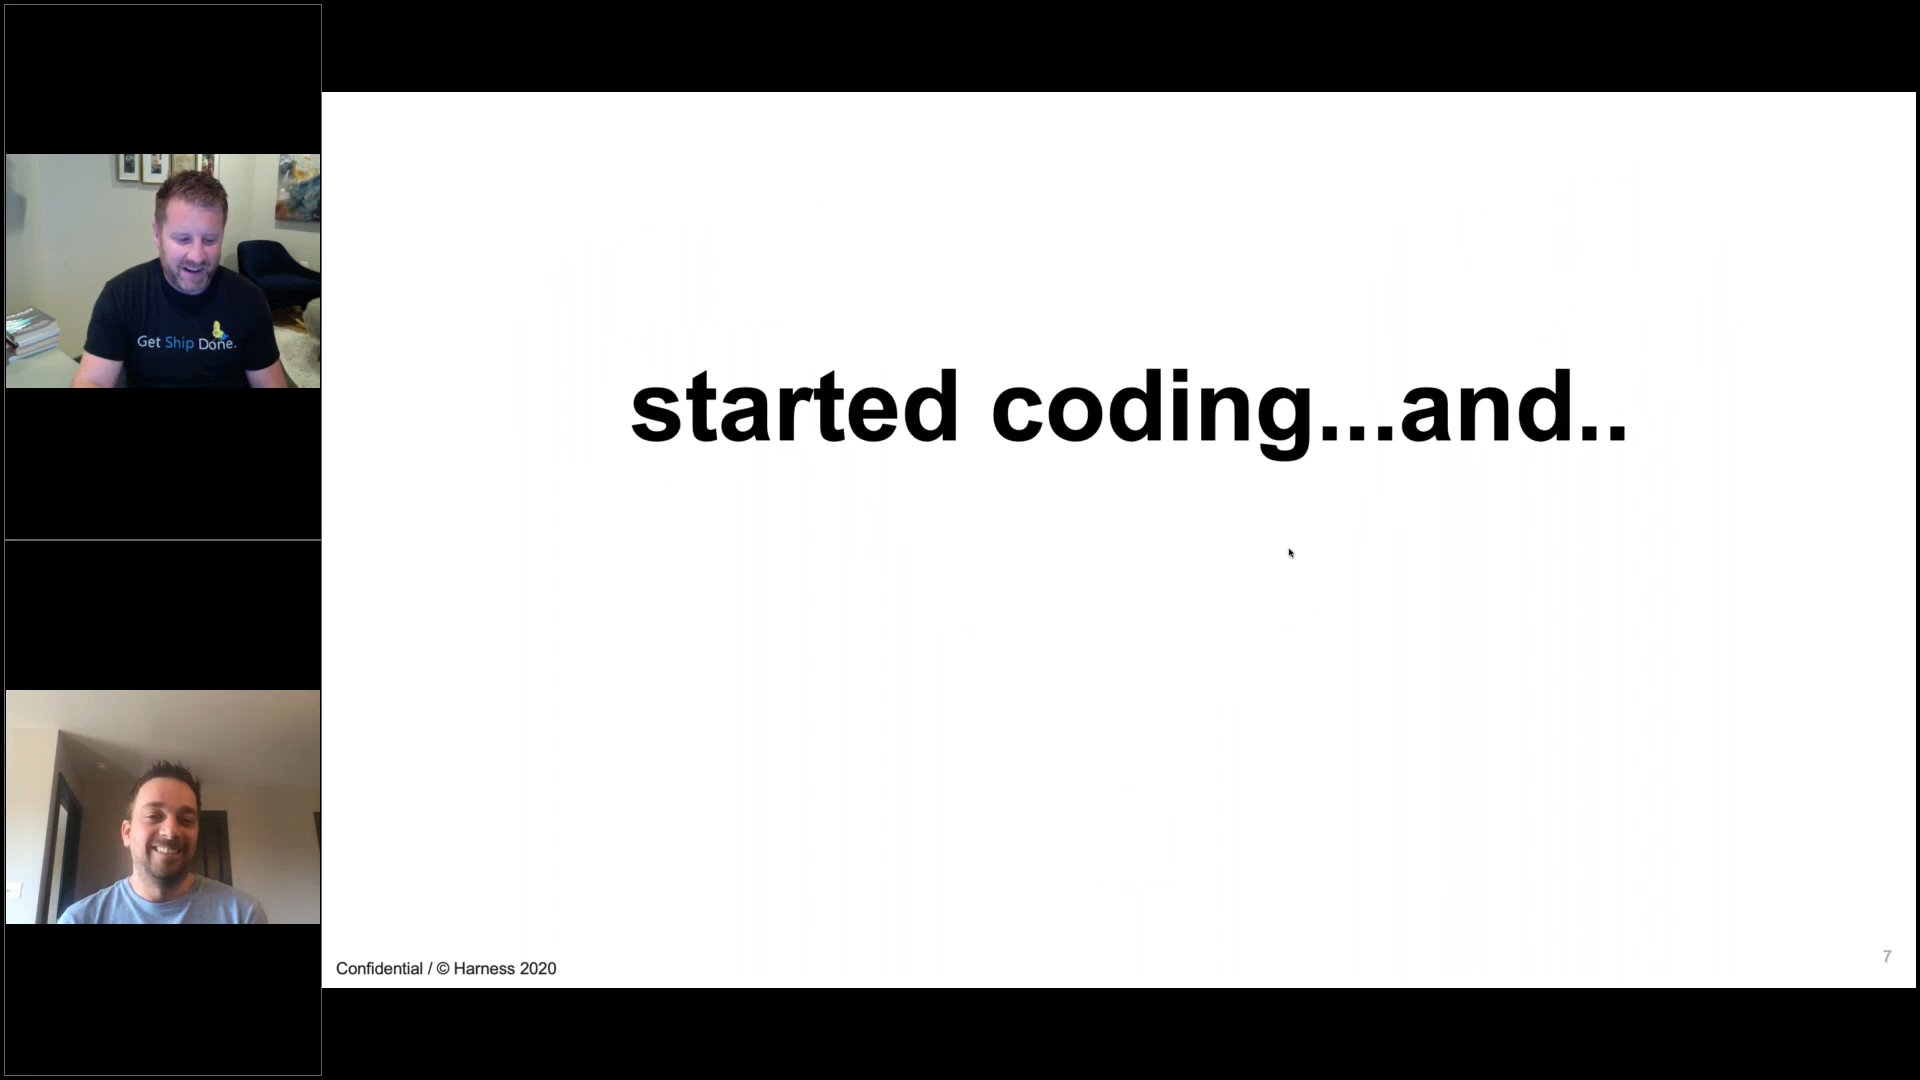 Get Ship Done.
started coding...and..
Confidential / © Harness 2020
7